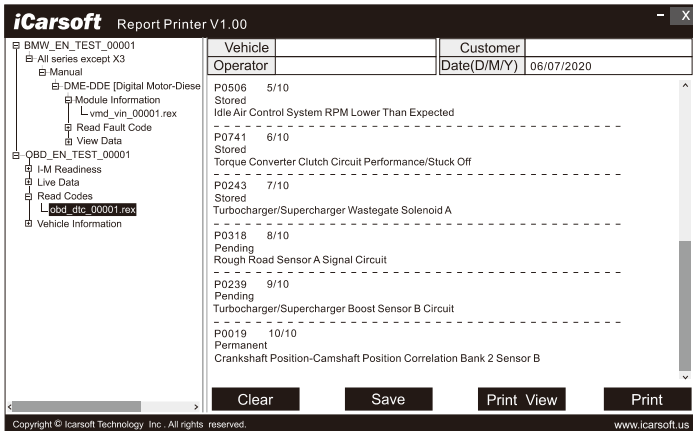 iCarsoft Report Printer V1.00
- X
BMW_EN_TEST_00001
All series except X3
Manual
DME-DDE [Digital Motor-Diese
Module Information
vmd_vin_00001.rex
Read Fault Code
View Data
OBD_EN_TEST_00001
I-M Readiness
Live Data
Read Codes
obd_dtc_00001.rex
Vehicle Information
Vehicle Customer
Operator Date(D/M/Y) 06/07/2020
P0506 5/10
Stored
Idle Air Control System RPM Lower Than Expected
P0741 6/10
Stored
Torque Converter Clutch Circuit Performance/Stuck Off
P0243 7/10
Stored
Turbocharger/Supercharger Wastegate Solenoid A
P0318 8/10
Pending
Rough Road Sensor A Signal Circuit
P0239 9/10
Pending
Turbocharger/Supercharger Boost Sensor B Circuit
P0019 10/10
Permanent
Crankshaft Position-Camshaft Position Correlation Bank 2 Sensor B
Clear Save Print View Print
Copyright © Icarsoft Technology Inc . All rights reserved. www.icarsoft.us